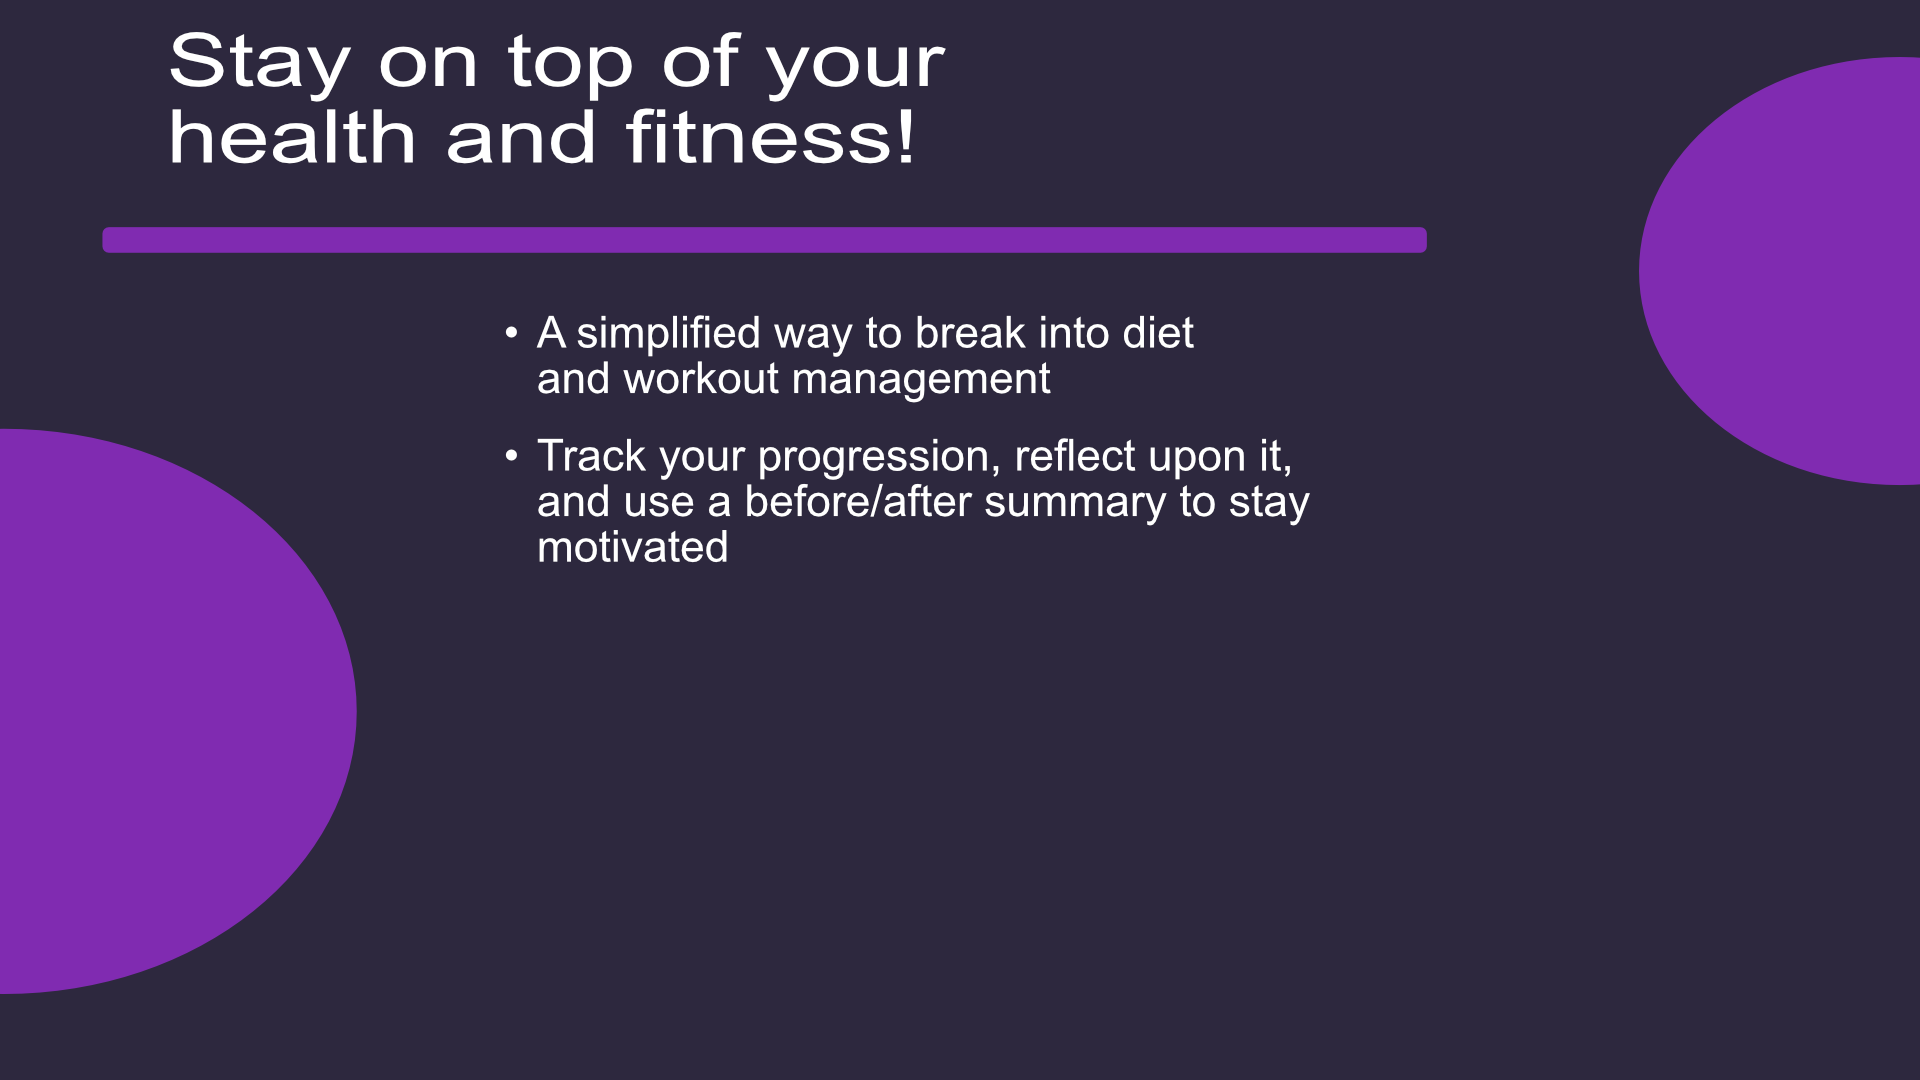 Stay on top of your
health and fitness!
• A simplified way to break into diet
and workout management
• Track your progression, reflect upon it,
and use a before/after summary to stay
motivated